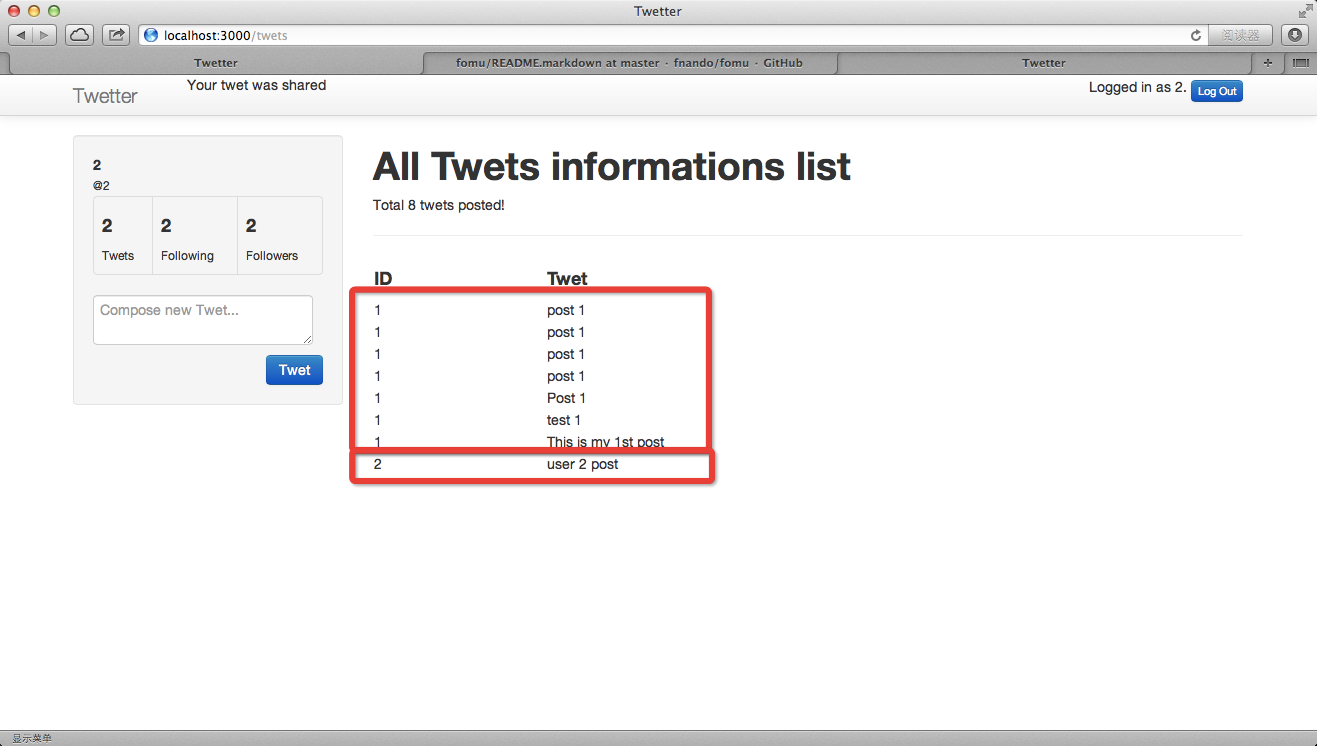 Twetter
localhost:3000/twets
阅读器
Twetter
fomu/README.markdown at master · fnando/fomu · GitHub
Twetter
Twetter
Your twet was shared
Logged in as 2.
Log Out
2
@2
2
2
2
Twets
Following
Followers
Compose new Twet...
Twet
All Twets informations list
Total 8 twets posted!
ID Twet
1 post 1
1 post 1
1 post 1
1 post 1
1 Post 1
1 test 1
1 This is my 1st post
2 user 2 post
显示菜单